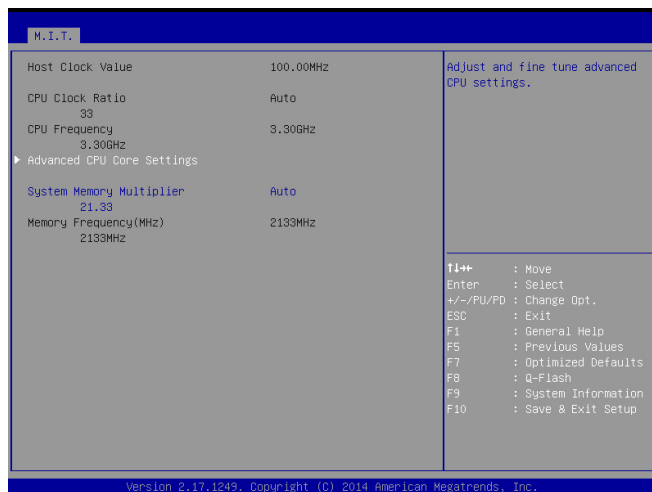 M.I.T.
Host Clock Value 100.00MHz
CPU Clock Ratio Auto
33
CPU Frequency 3.30GHz
3.30GHz
Advanced CPU Core Settings
System Memory Multiplier Auto
21.33
Memory Frequency(MHz) 2133MHz
2133MHz
Adjust and fine tune advanced
CPU settings.
↑↓→← : Move
Enter : Select
+/-/PU/PD : Change Opt.
ESC : Exit
F1 : General Help
F5 : Previous Values
F7 : Optimized Defaults
F8 : Q-Flash
F9 : System Information
F10 : Save & Exit Setup
Version 2.17.1249. Copyright (C) 2014 American Megatrends, Inc.